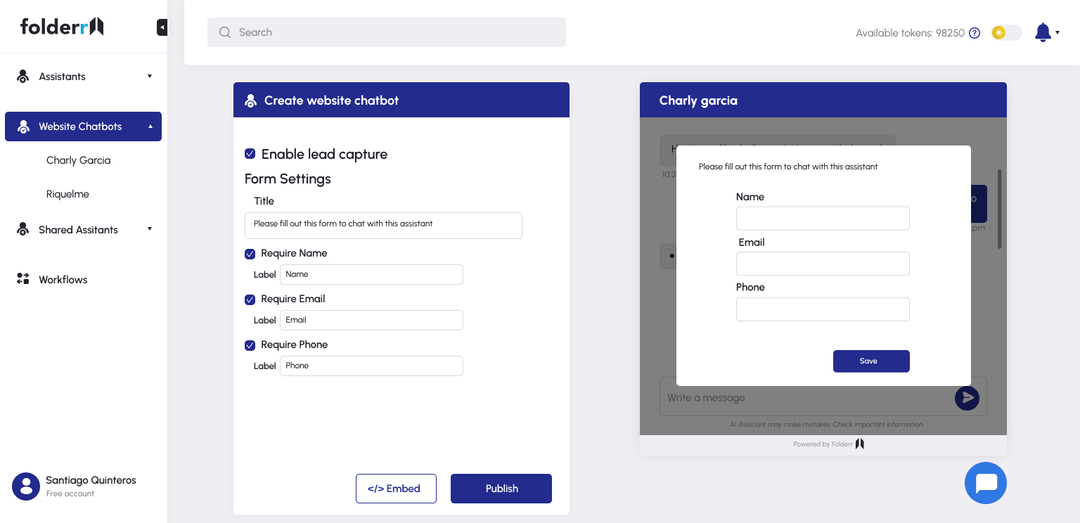 folderr
Search
Available tokens: 98250
Assistants
Website Chatbots
Charly Garcia
Riquelme
Shared Assitants
Workflows
Santiago Quinteros
Free account
Create website chatbot
Enable lead capture
Form Settings
Title
Please fill out this form to chat with this assistant
Require Name
Label Name
Require Email
Label Email
Require Phone
Label Phone
</> Embed
Publish
Charly garcia
Please fill out this form to chat with this assistant
Name
Email
Phone
Save
pm
Write a message
AI Assistant may make mistakes. Check important information
Powered by Folderr